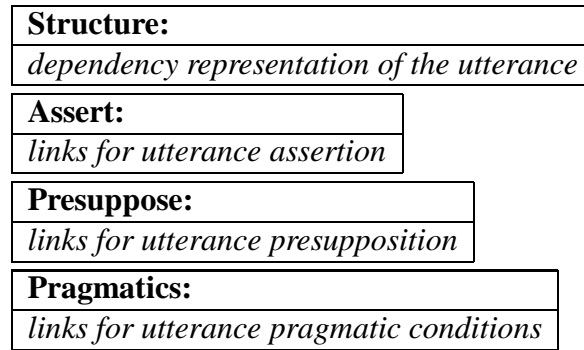 Structure:
dependency representation of the utterance
Assert:
links for utterance assertion
Presuppose:
links for utterance presupposition
Pragmatics:
links for utterance pragmatic conditions